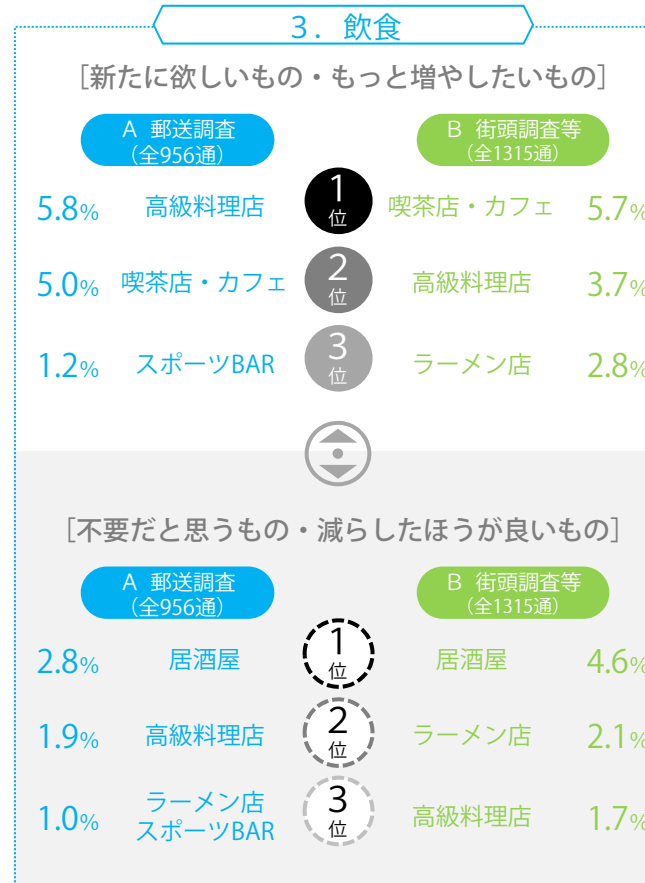 ３．飲食
［新たに欲しいもの・もっと増やしたいもの］
A 郵送調査
（全956通）
B 街頭調査等
（全1315通）
5.8% 高級料理店 1位 喫茶店・カフェ 5.7%
5.0% 喫茶店・カフェ 2位 高級料理店 3.7%
1.2% スポーツBAR 3位 ラーメン店 2.8%
［不要だと思うもの・減らしたほうが良いもの］
A 郵送調査
（全956通）
B 街頭調査等
（全1315通）
2.8% 居酒屋 1位 居酒屋 4.6%
1.9% 高級料理店 2位 ラーメン店 2.1%
1.0% ラーメン店
スポーツBAR 3位 高級料理店 1.7%